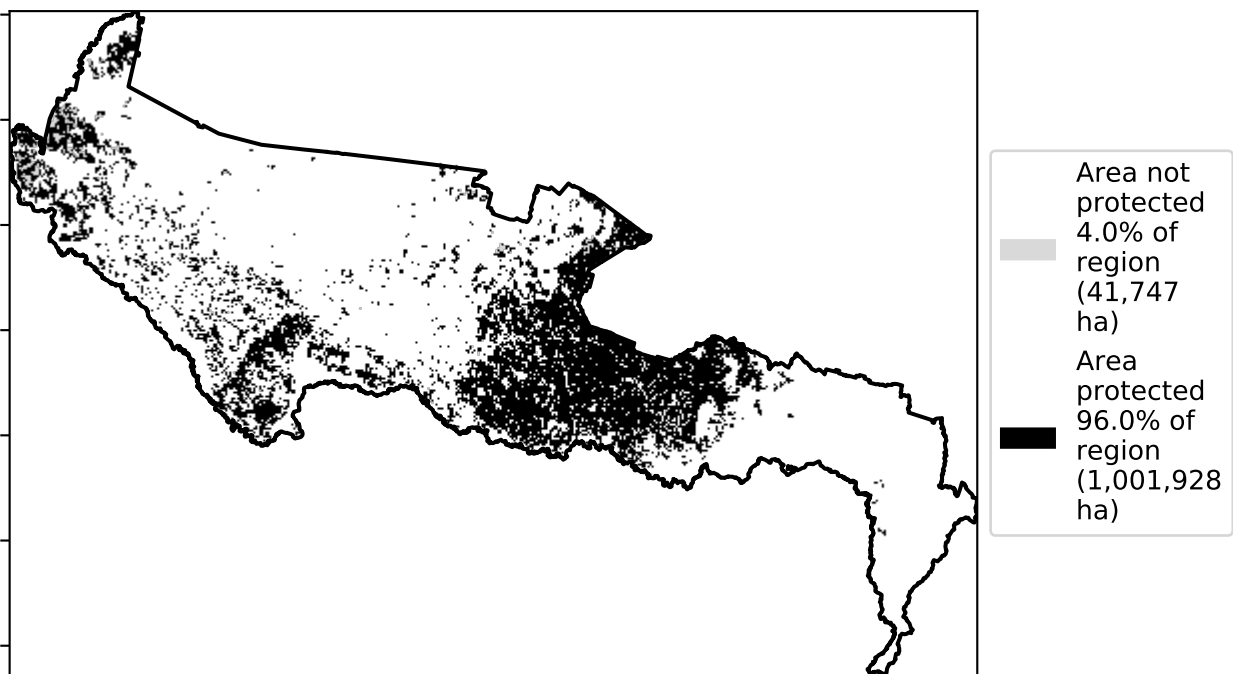 Area not
protected
4.0% of
region
(41,747
ha)
Area
protected
96.0% of
region
(1,001,928
ha)